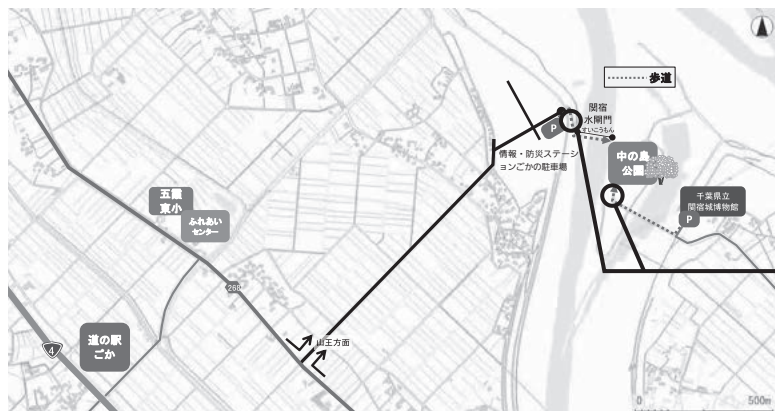 歩道
関宿
水閘門
すいこうもん
P
情報・防災ステーシ
ョンごかの駐車場
中の島
公園
千葉県立
関宿城博物館
P
五霞
東小
ふれあい
センター
268
山王方面
道の駅
ごか
4
0
500m